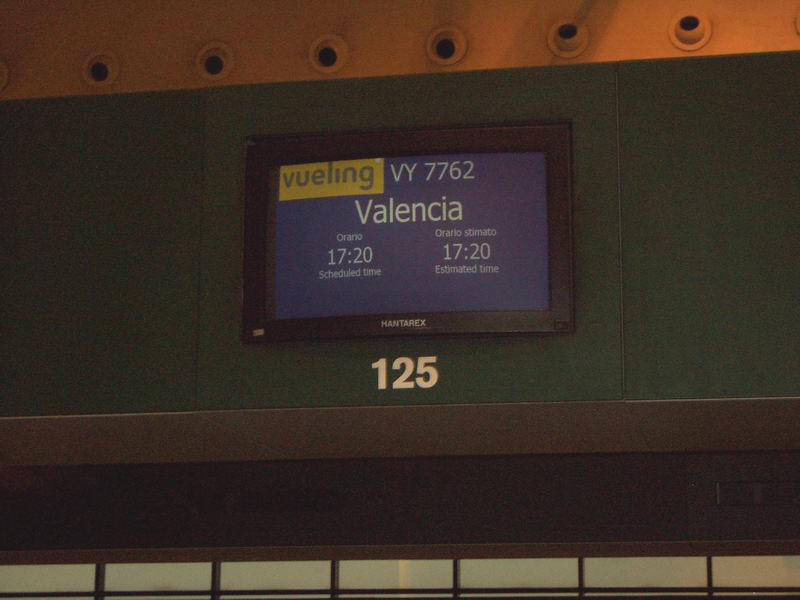 vueling VY 7762
Valencia
Orario Orario stimato
17:20 17:20
Scheduled time Estimated time
HANTAREX
125